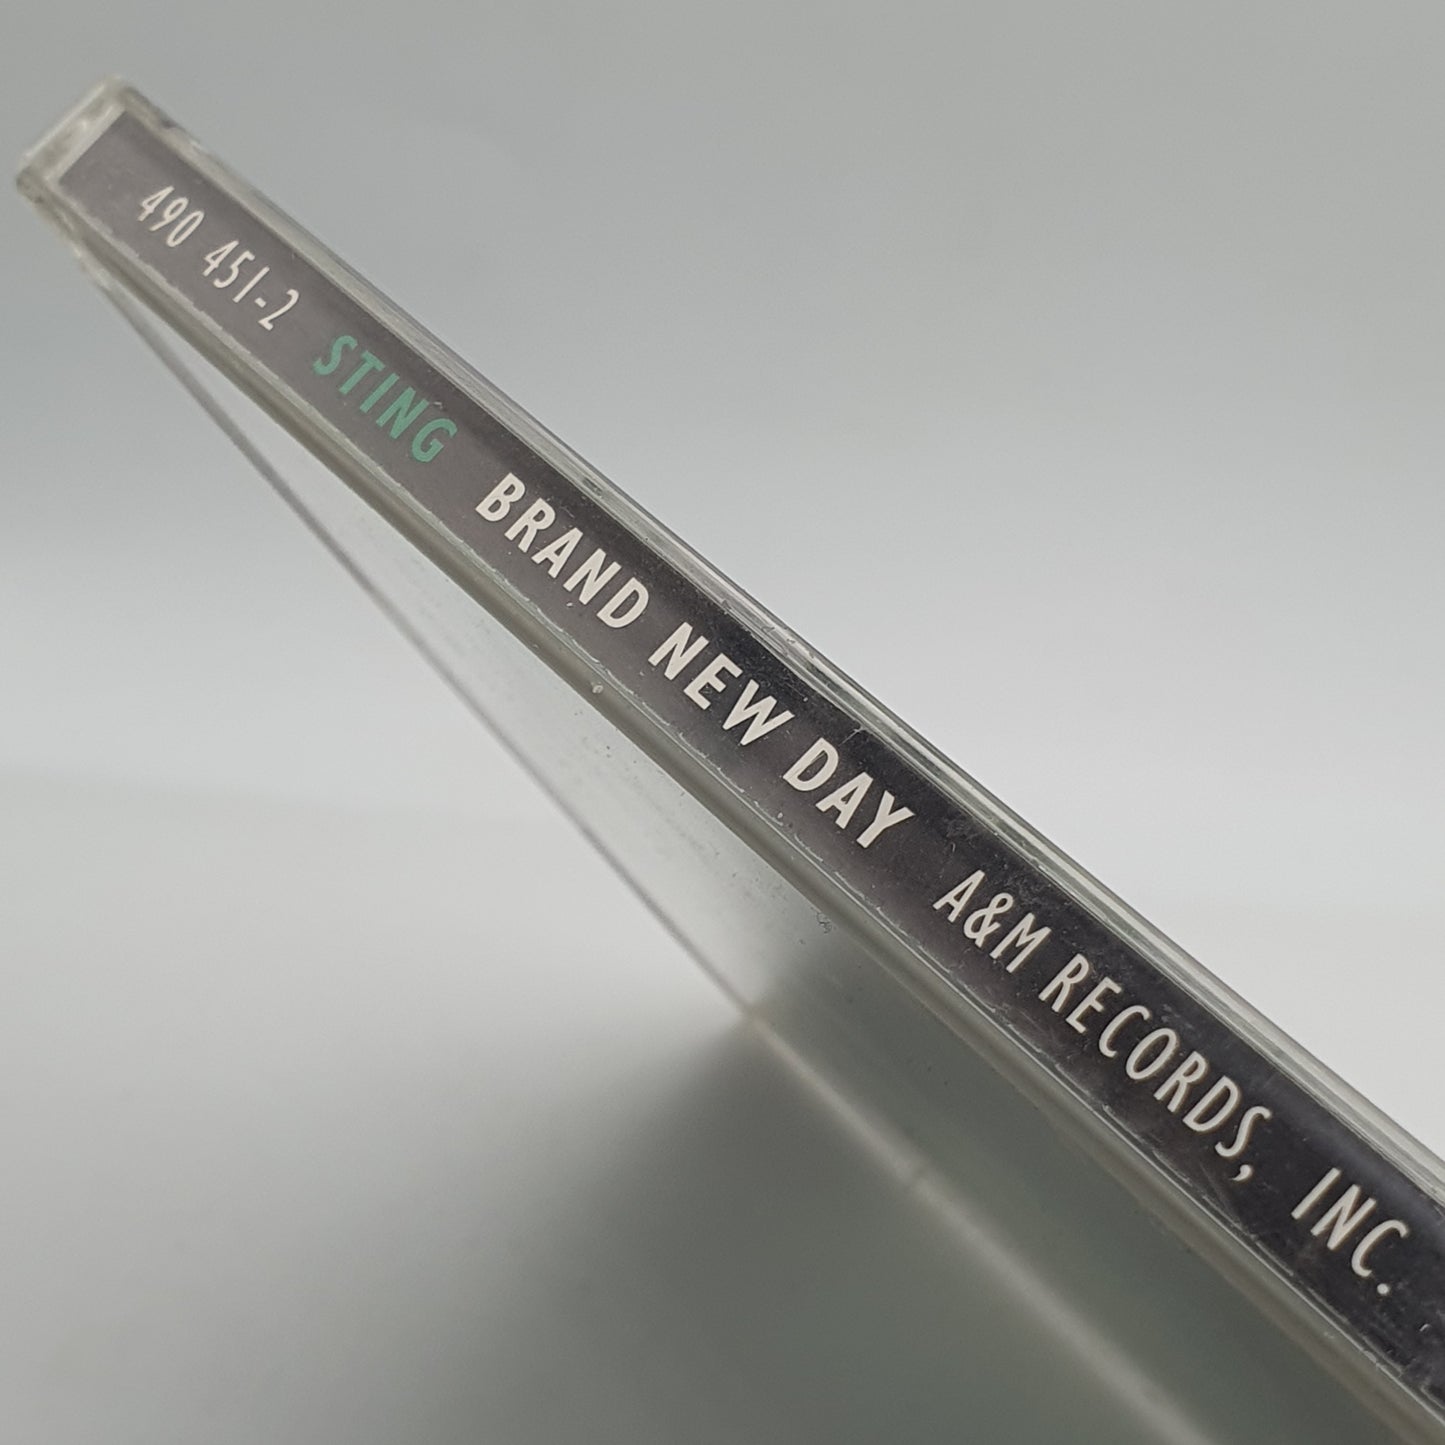 490 451-2 STING BRAND NEW DAY A&M RECORDS, INC.